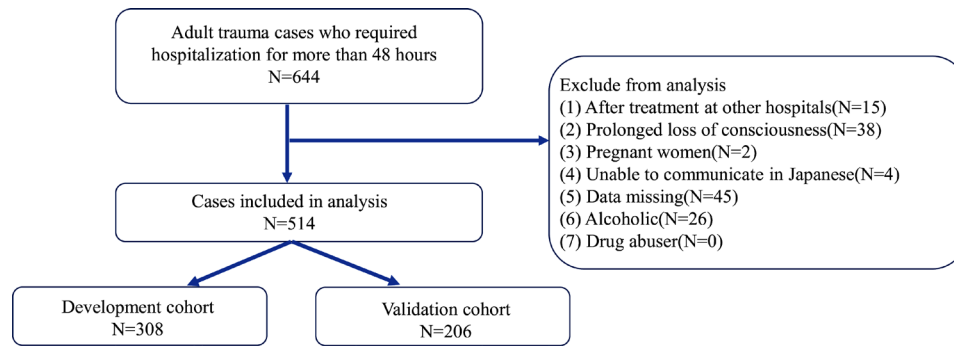 Adult trauma cases who required
hospitalization for more than 48 hours
N=644
Exclude from analysis
(1) After treatment at other hospitals(N=15)
(2) Prolonged loss of consciousness(N=38)
(3) Pregnant women(N=2)
(4) Unable to communicate in Japanese(N=4)
(5) Data missing(N=45)
(6) Alcoholic(N=26)
(7) Drug abuser(N=0)
Cases included in analysis
N=514
Development cohort
N=308
Validation cohort
N=206